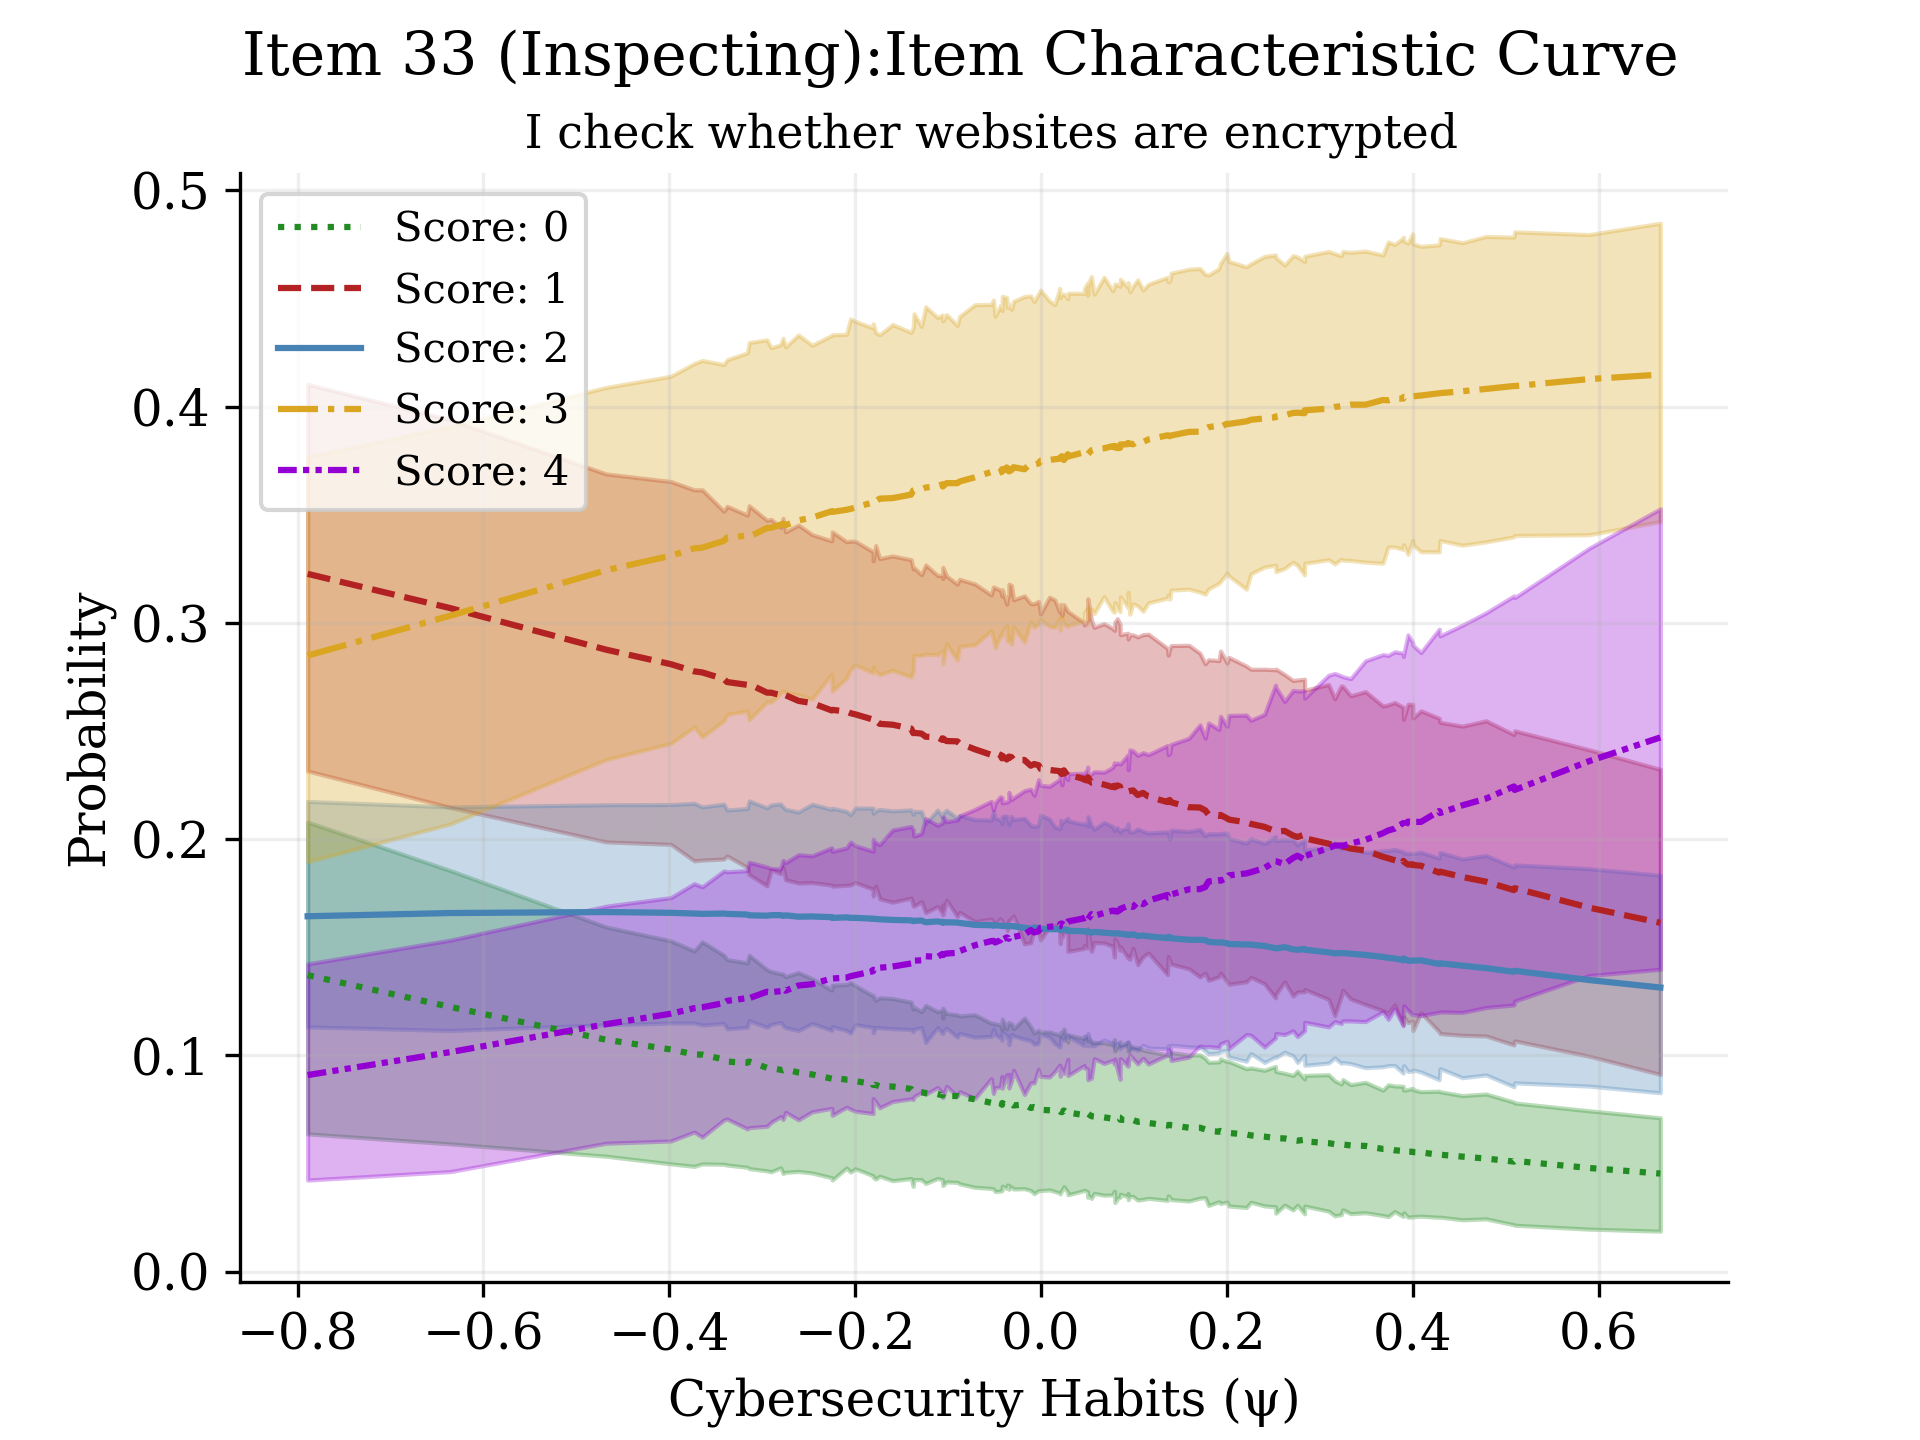 Item 33 (Inspecting):Item Characteristic Curve
I check whether websites are encrypted
Score: 0
Score: 1
Score: 2
Score: 3
Score: 4
Probability
0.5
0.4
0.3
0.2
0.1
0.0
−0.8 −0.6 −0.4 −0.2 0.0 0.2 0.4 0.6
Cybersecurity Habits (ψ)